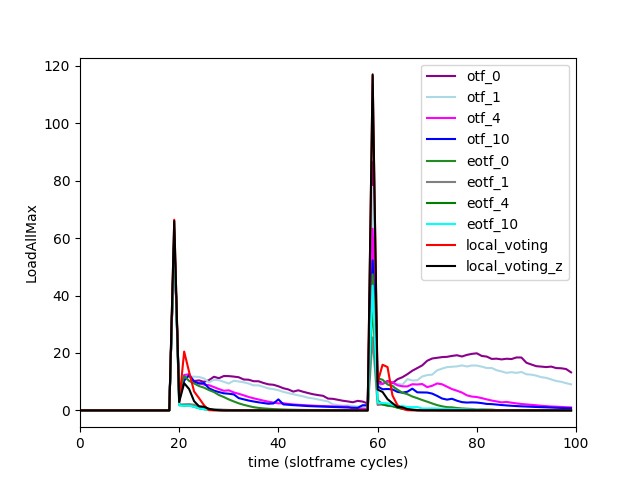 120
100
80
60
40
20
0
LoadAllMax
0
20
40
60
80
100
time (slotframe cycles)
otf_0
otf_1
otf_4
otf_10
eotf_0
eotf_1
eotf_4
eotf_10
local_voting
local_voting_z